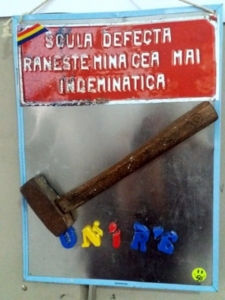 SCULA DEFECTA
RANESTE MINA CEA MAI
INDEMINATICA
UNIRE